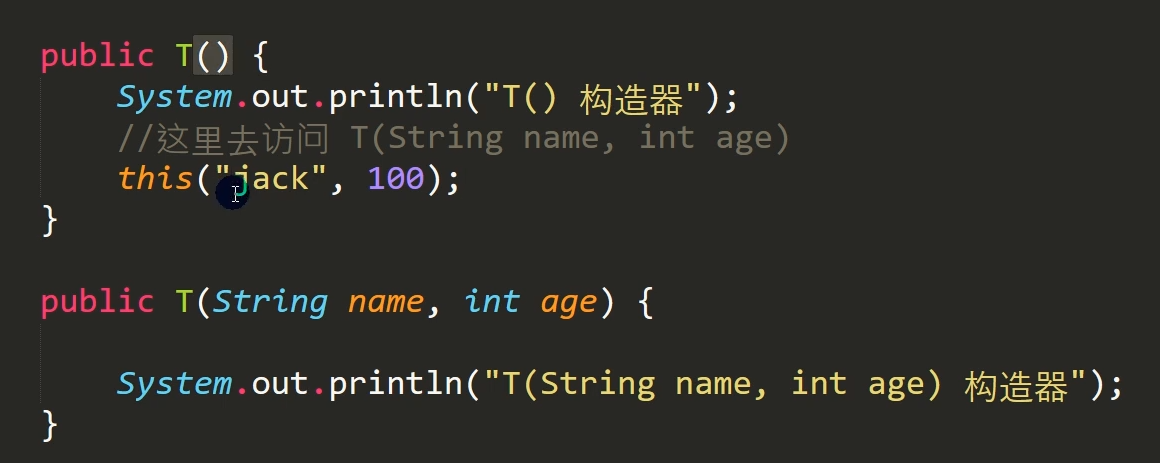 public T() {
    System.out.println("T() 构造器");
    //这里去访问 T(String name, int age)
    this("jack", 100);
}
public T(String name, int age) {
    System.out.println("T(String name, int age) 构造器");
}